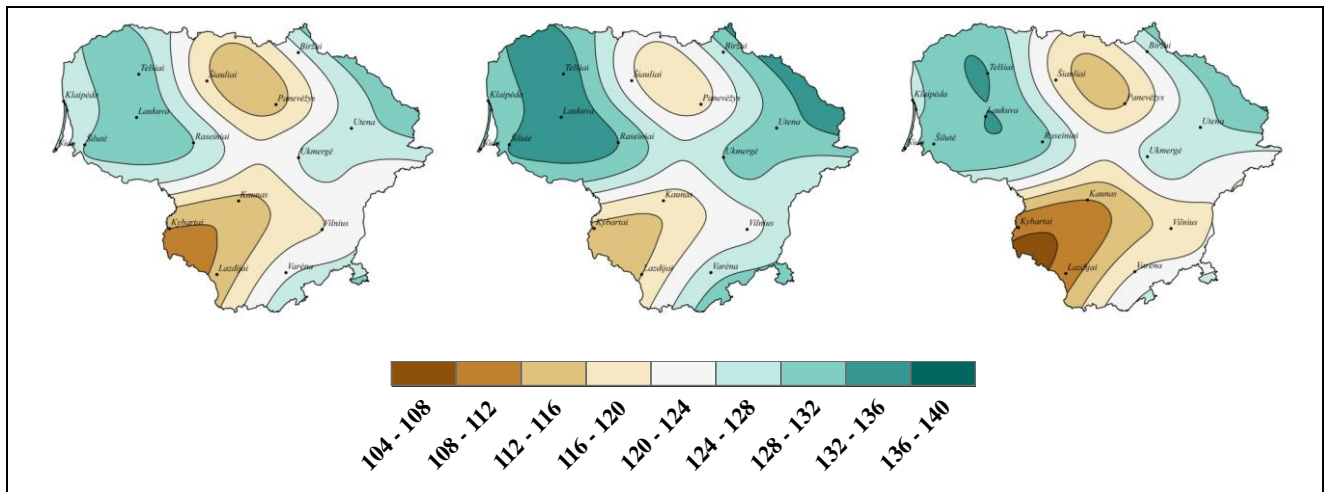 Biržai
Telšiai
Šiauliai
Klaipėda
Panevėžys
Laukuva
Utena
Šilutė
Raseiniai
Ukmergė
Kaunas
Kybartai
Vilnius
Lazdijai
Varėna
Biržai
Telšiai
Šiauliai
Klaipėda
Panevėžys
Laukuva
Utena
Šilutė
Raseiniai
Ukmergė
Kaunas
Kybartai
Vilnius
Lazdijai
Varėna
Biržai
Telšiai
Šiauliai
Klaipėda
Panevėžys
Laukuva
Utena
Šilutė
Raseiniai
Ukmergė
Kaunas
Kybartai
Vilnius
Lazdijai
Varėna
104 - 108
108 - 112
112 - 116
116 - 120
120 - 124
124 - 128
128 - 132
132 - 136
136 - 140